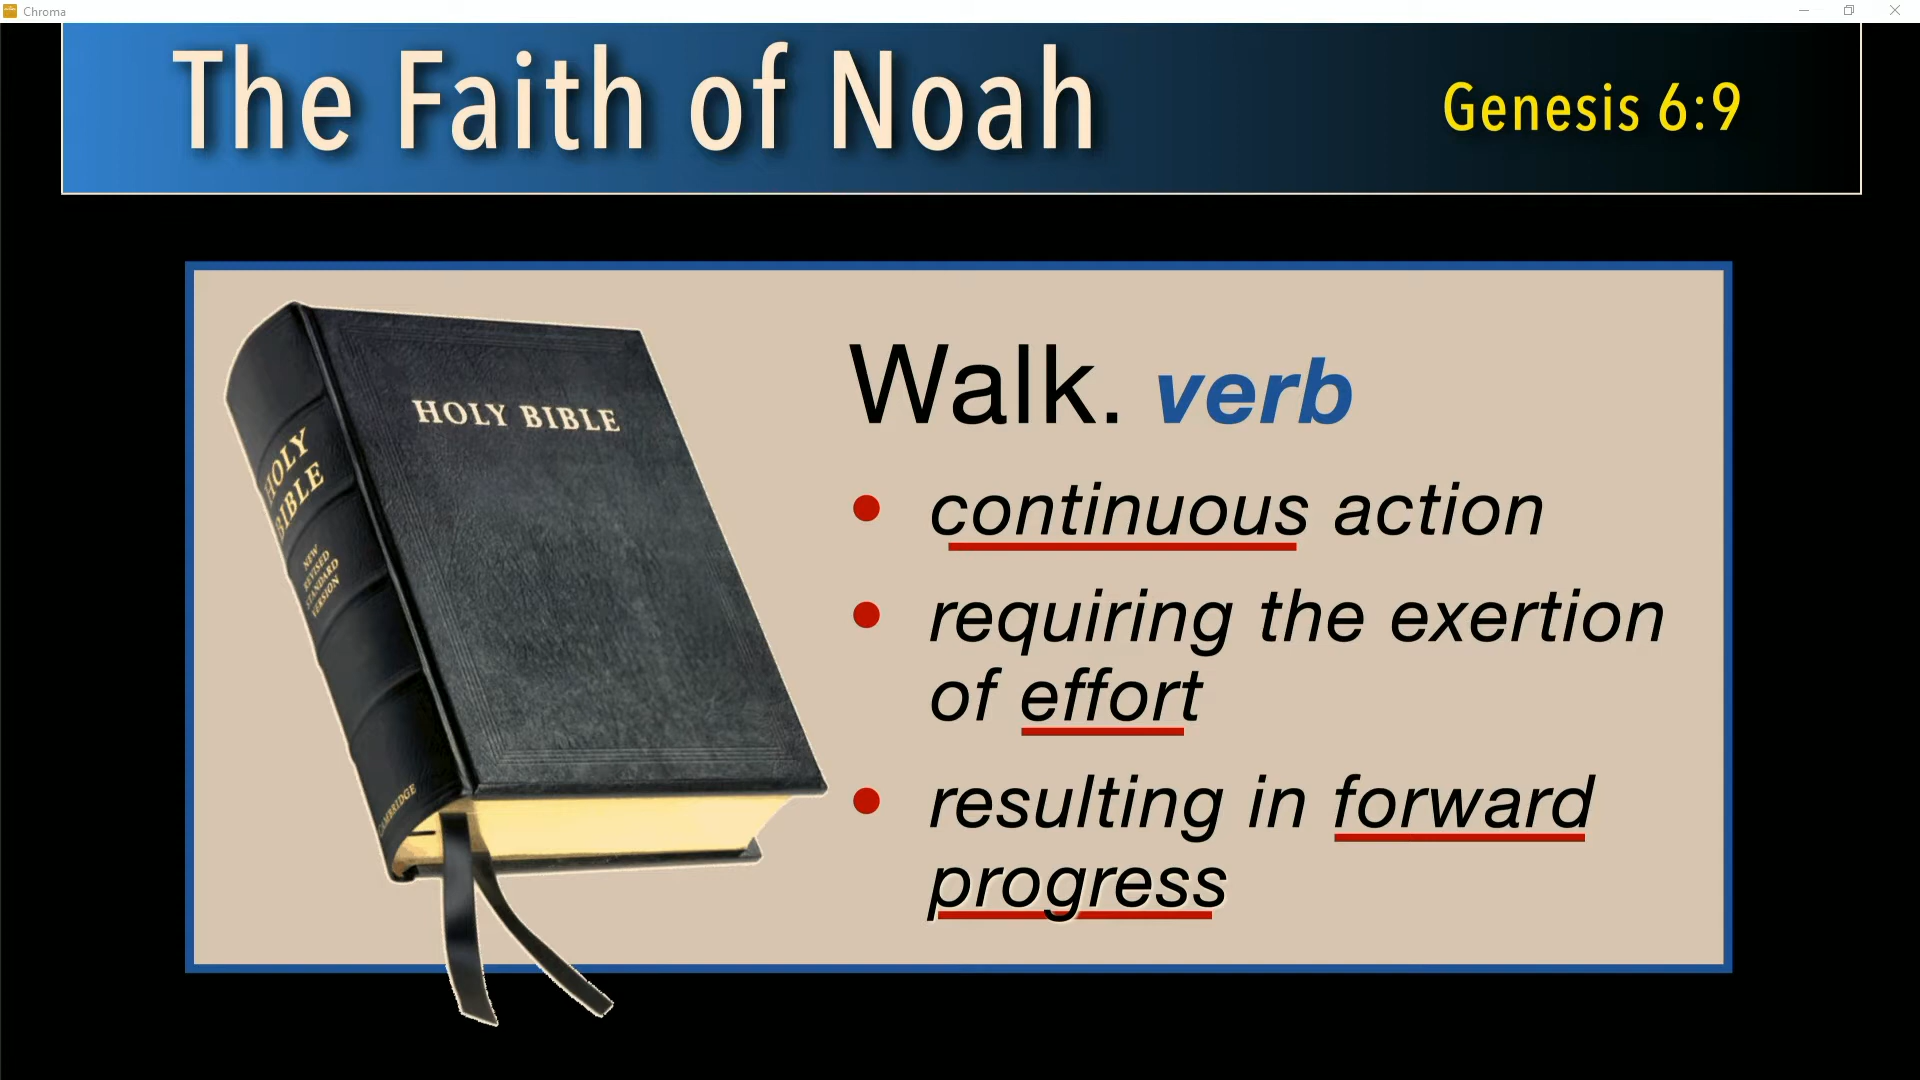 Chroma
The Faith of Noah
Genesis 6:9
HOLY BIBLE
HOLY
BIBLE
NEW
REVISED
STANDARD
VERSION
CAMBRIDGE
Walk. verb
• continuous action
• requiring the exertion
of effort
• resulting in forward
progress